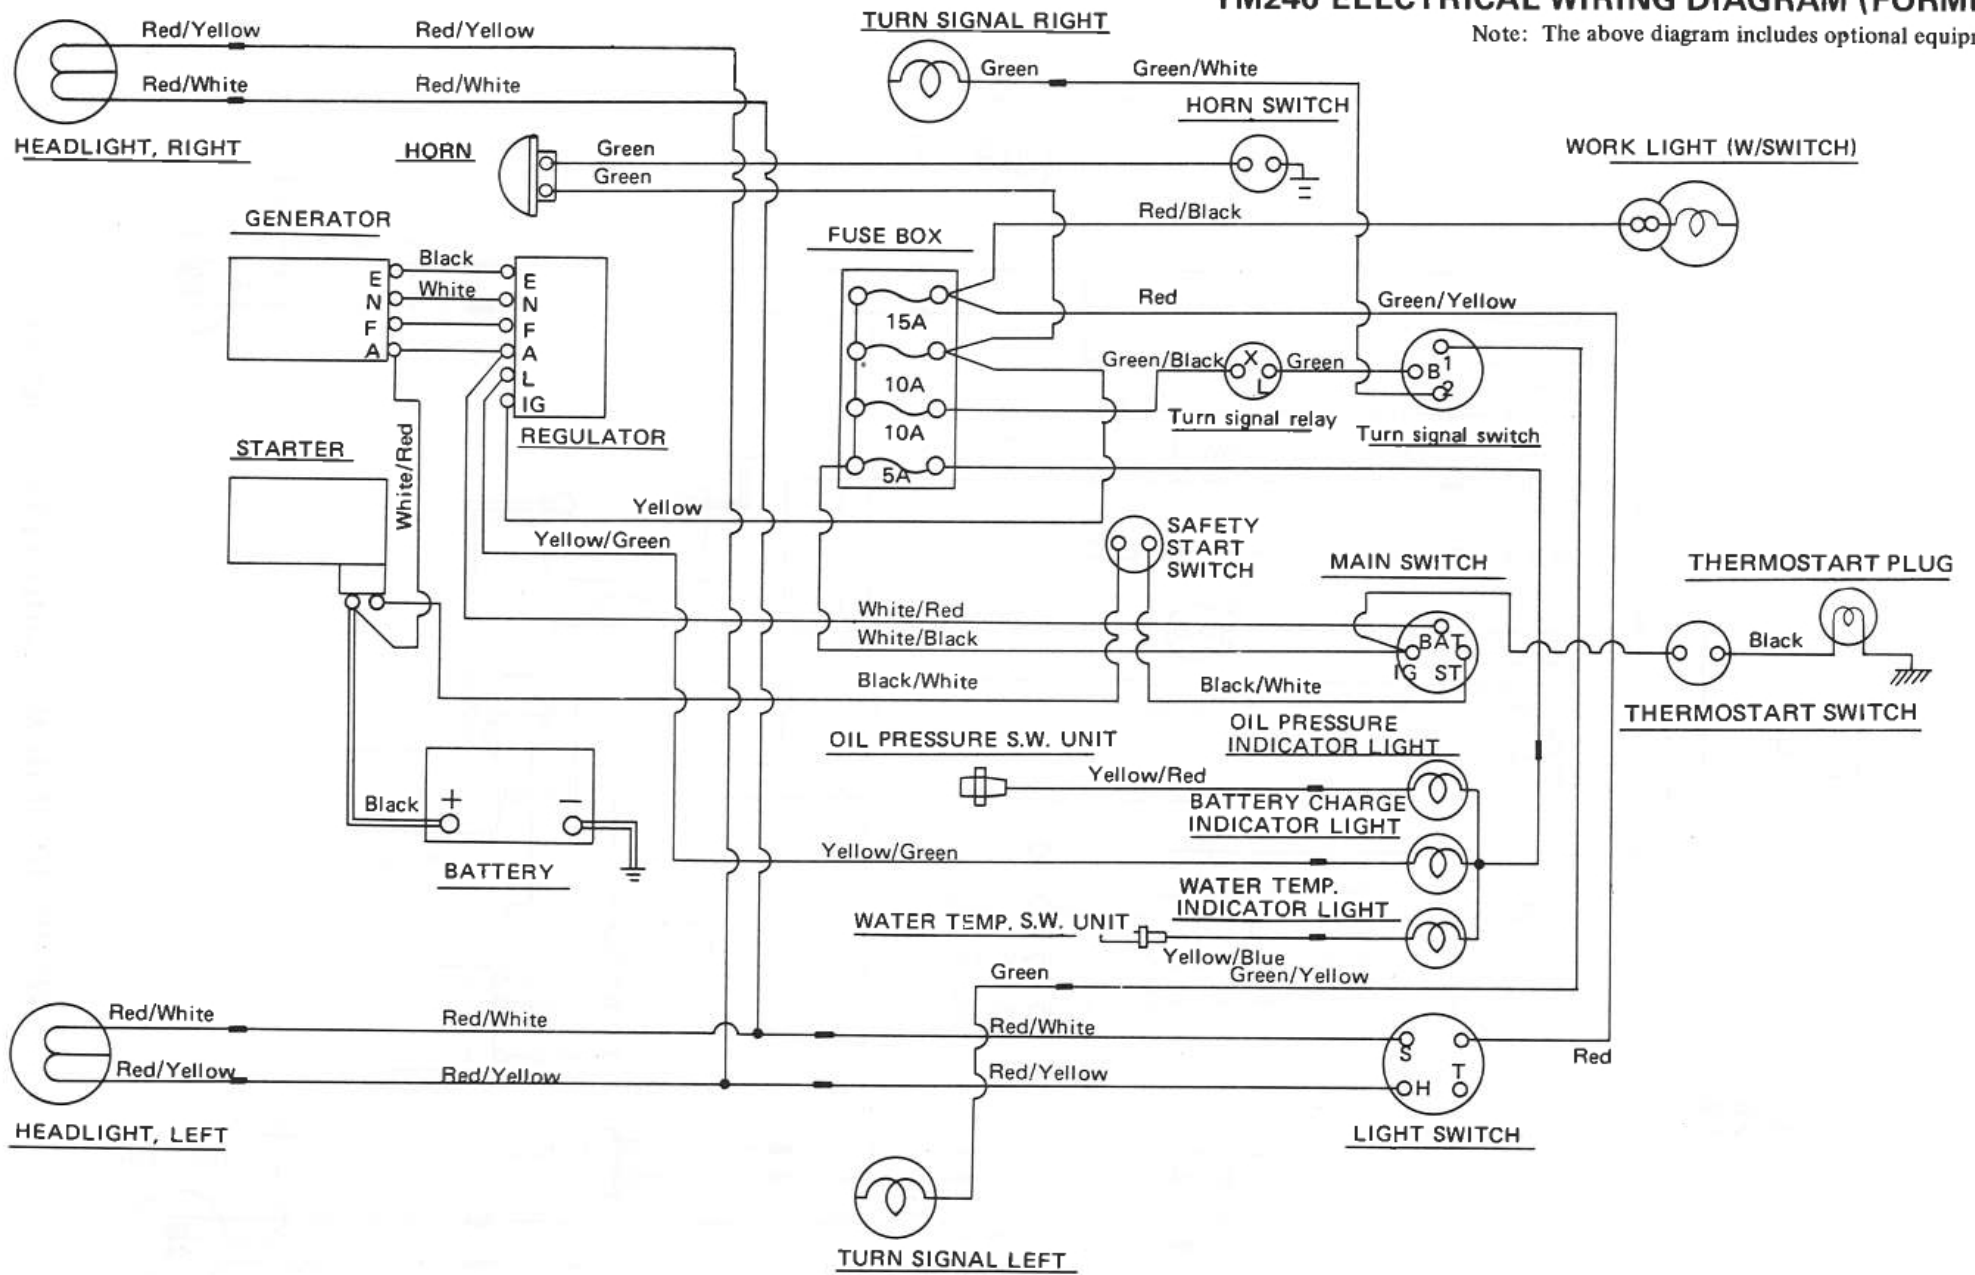 ELECTRICAL WIRING DIAGRAM
Note: The above diagram includes optional
TURN SIGNAL RIGHT
Red/Yellow
Red/Yellow
Green
Green/White
Red/White
Red/White
HORN SWITCH
HEADLIGHT, RIGHT
HORN
Green
Green
WORK LIGHT (W/SWITCH)
GENERATOR
FUSE BOX
Red/Black
Black
E
E
White
N
N
F
F
A
A
L
IG
REGULATOR
15A
10A
10A
5A
Red
Green/Yellow
Green/Black
X
L
Green
B
1
2
Turn signal relay
Turn signal switch
STARTER
White/Red
Yellow
Yellow/Green
SAFETY
START
SWITCH
MAIN SWITCH
THERMOSTART PLUG
White/Red
White/Black
BAT
IG
ST
Black
Black/White
Black/White
THERMOSTART SWITCH
OIL PRESSURE S.W. UNIT
OIL PRESSURE
INDICATOR LIGHT
Yellow/Red
Black
+
−
BATTERY
BATTERY CHARGE
INDICATOR LIGHT
Yellow/Green
WATER TEMP.
INDICATOR LIGHT
WATER TEMP. S.W. UNIT
Yellow/Blue
Green
Green/Yellow
Red/White
Red/White
Red/White
S
T
H
Red
Red/Yellow
Red/Yellow
Red/Yellow
HEADLIGHT, LEFT
LIGHT SWITCH
TURN SIGNAL LEFT